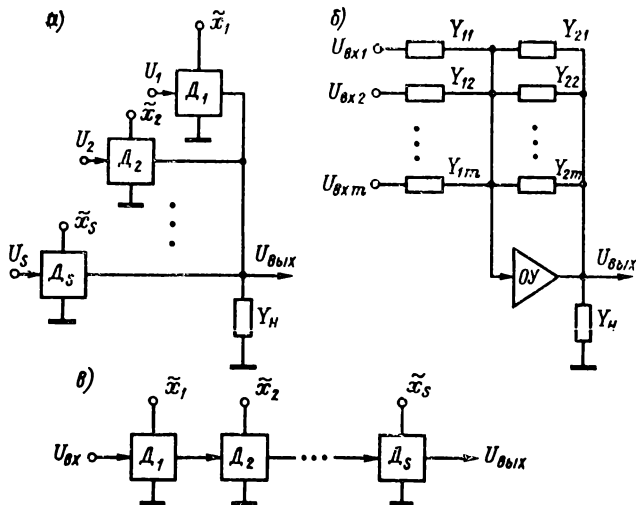 а)
x̃₁
U₁
Д₁
x̃₂
U₂
Д₂
x̃ₛ
Uₛ
Дₛ
Uвых
Yн
б)
Uвх1
Y₁₁
Y₂₁
Uвх2
Y₁₂
Y₂₂
Uвхm
Y₁ₘ
Y₂ₘ
ОУ
Uвых
Yн
в)
x̃₁
x̃₂
x̃ₛ
Uвх
Д₁
Д₂
Дₛ
Uвых